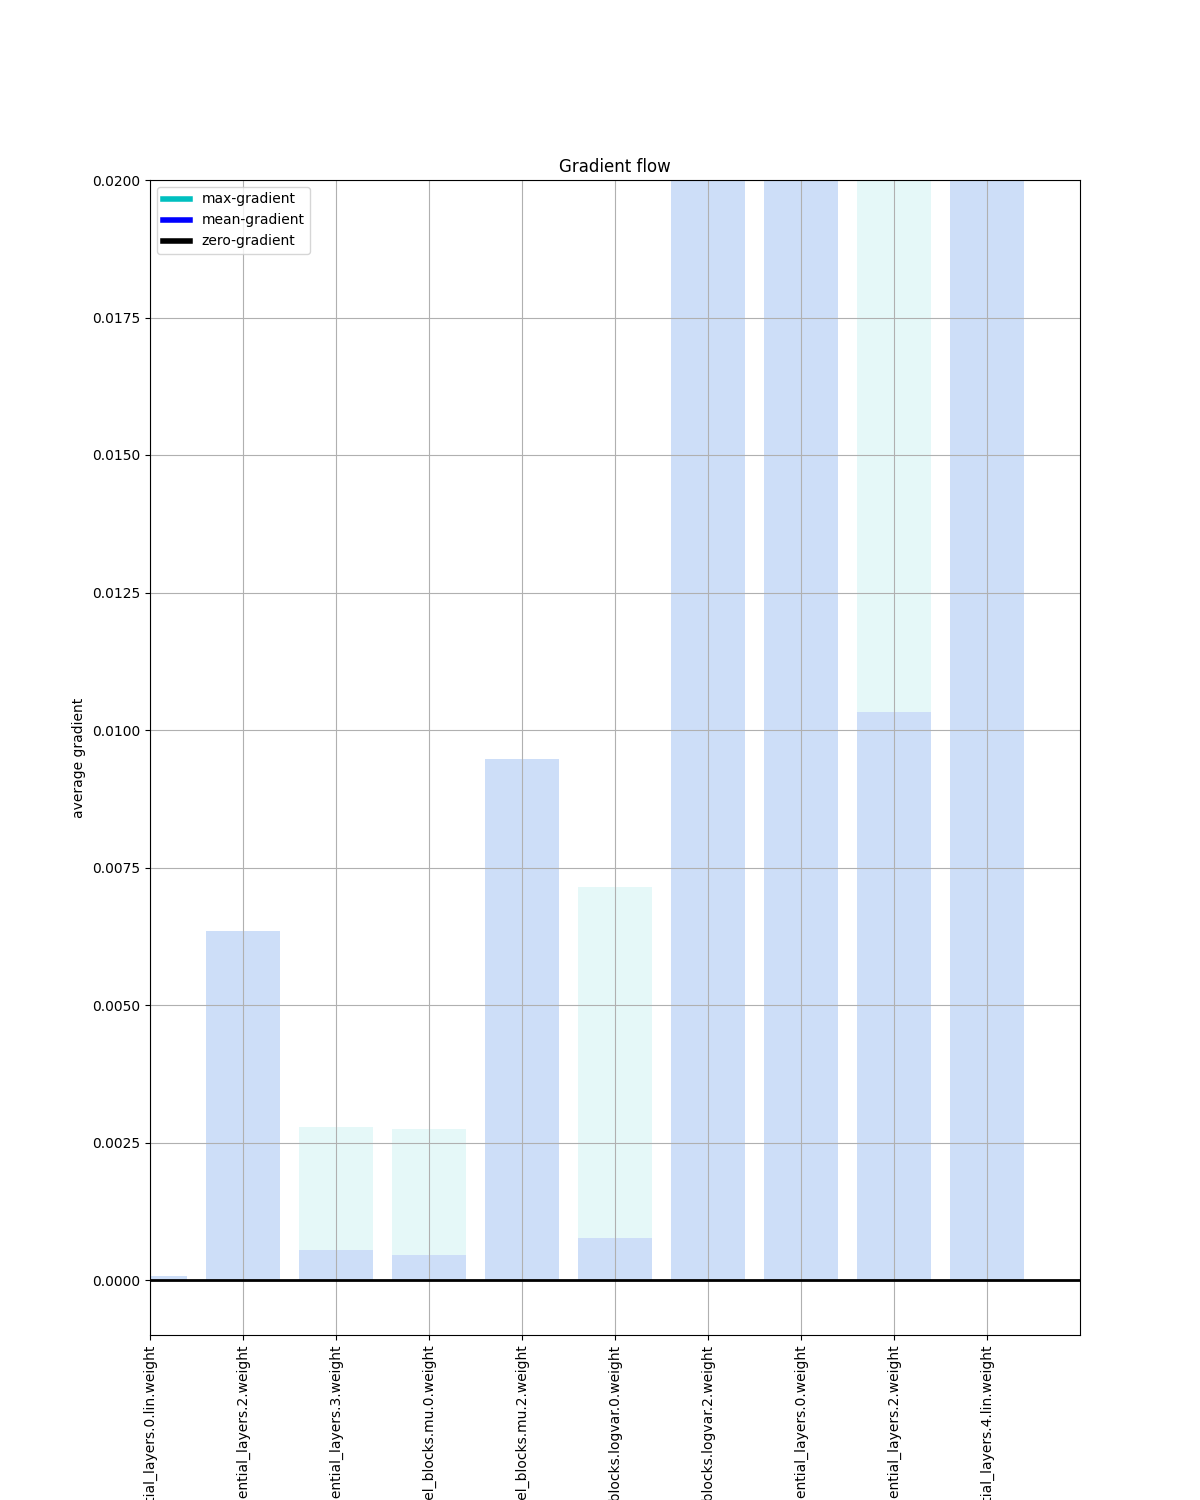 Gradient flow
max-gradient
mean-gradient
zero-gradient
0.0200
0.0175
0.0150
0.0125
0.0100
0.0075
0.0050
0.0025
0.0000
average gradient
tial_layers.0.lin.weight
ential_layers.2.weight
ential_layers.3.weight
el_blocks.mu.0.weight
el_blocks.mu.2.weight
blocks.logvar.0.weight
blocks.logvar.2.weight
ential_layers.0.weight
ential_layers.2.weight
tial_layers.4.lin.weight